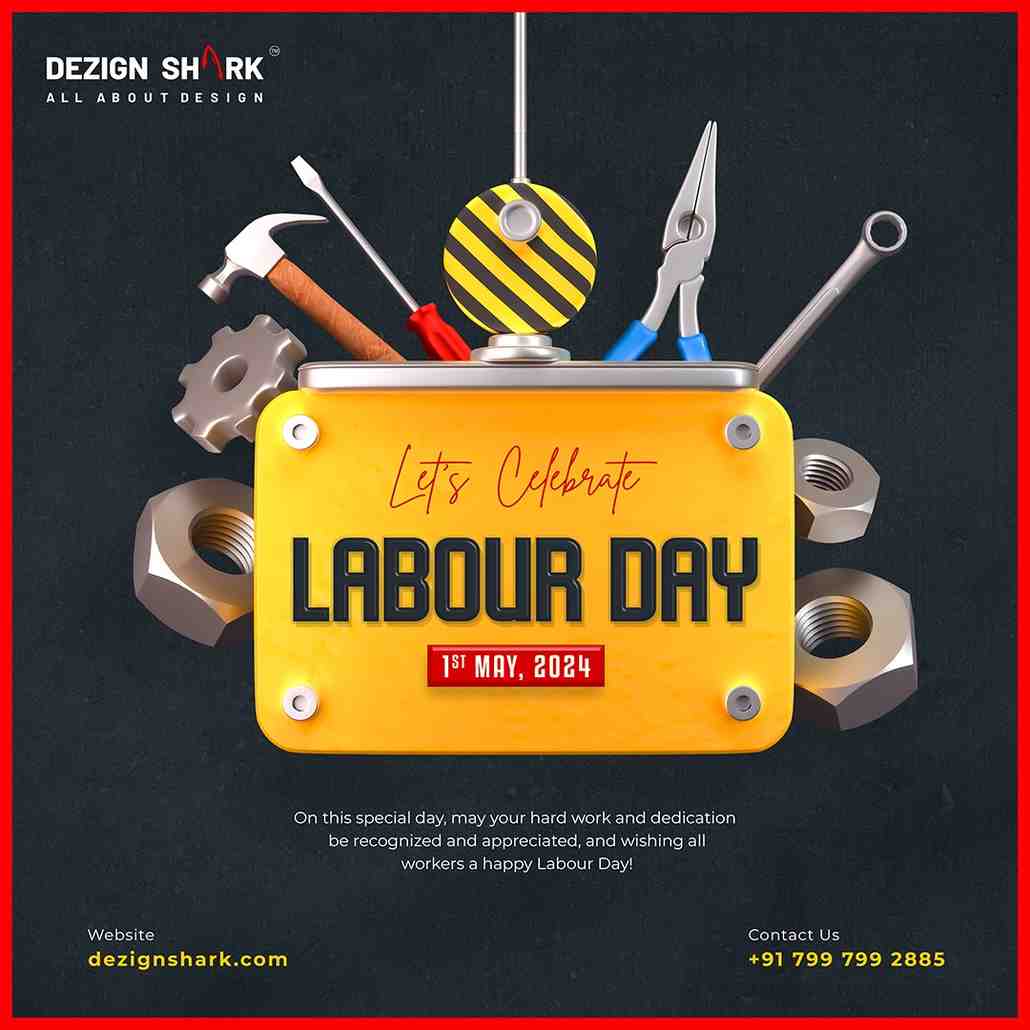 DEZIGN SHARK ™
ALL ABOUT DESIGN
Let's Celebrate
LABOUR DAY
1ST MAY, 2024
On this special day, may your hard work and dedication
be recognized and appreciated, and wishing all
workers a happy Labour Day!
Website
dezignshark.com
Contact Us
+91 799 799 2885